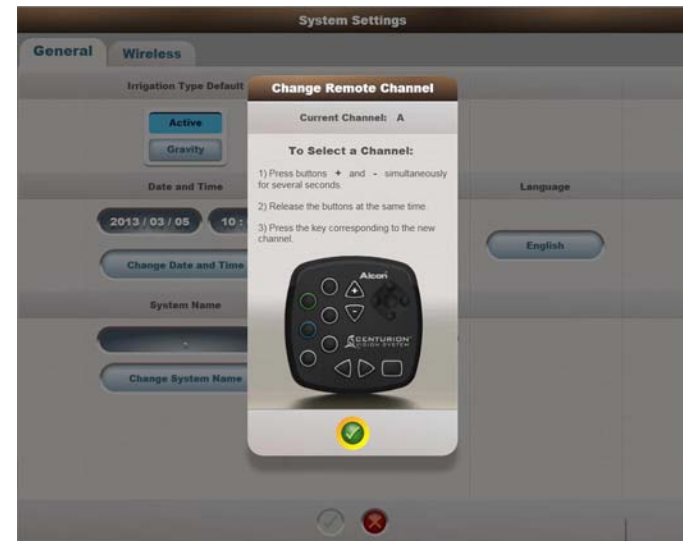 System Settings
General
Wireless
Irrigation Type Default
Active
Gravity
Date and Time
2013 / 03 / 05
10 :
Change Date and Time
System Name
Change System Name
Language
English
Change Remote Channel
Current Channel: A
To Select a Channel:
1) Press buttons + and - simultaneously
for several seconds.
2) Release the buttons at the same time.
3) Press the key corresponding to the new
channel.
Alcon
+
-
CENTURION
VISION SYSTEM